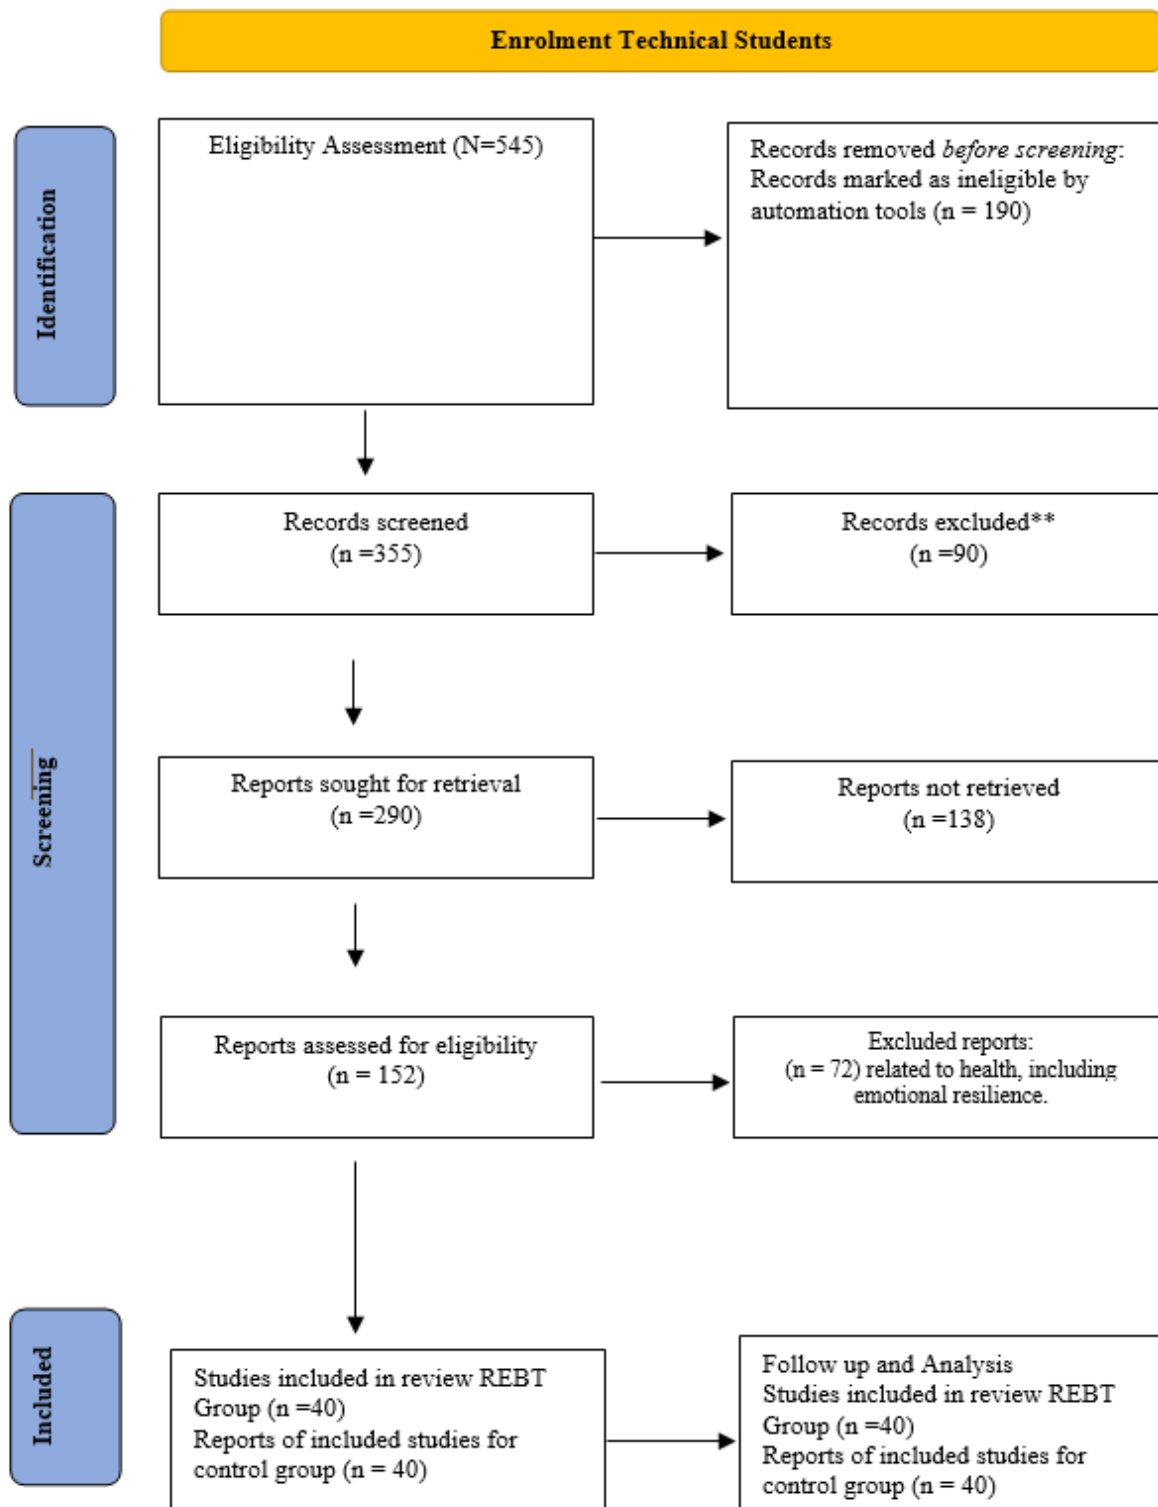 Enrolment Technical Students
Identification
Eligibility Assessment (N=545)
Records removed before screening:
Records marked as ineligible by
automation tools (n = 190)
Screening
Records screened
(n =355)
Records excluded**
(n =90)
Reports sought for retrieval
(n =290)
Reports not retrieved
(n =138)
Reports assessed for eligibility
(n = 152)
Excluded reports:
(n = 72) related to health, including
emotional resilience.
Included
Studies included in review REBT
Group (n =40)
Reports of included studies for
control group (n = 40)
Follow up and Analysis
Studies included in review REBT
Group (n =40)
Reports of included studies for
control group (n = 40)